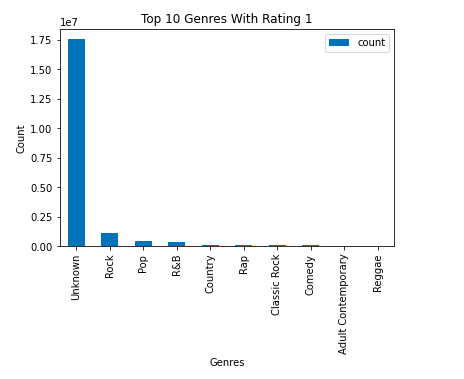 Top 10 Genres With Rating 1
1e7
count
1.75
1.50
1.25
1.00
0.75
0.50
0.25
0.00
Count
Unknown
Rock
Pop
R&B
Country
Rap
Classic Rock
Comedy
Adult Contemporary
Reggae
Genres